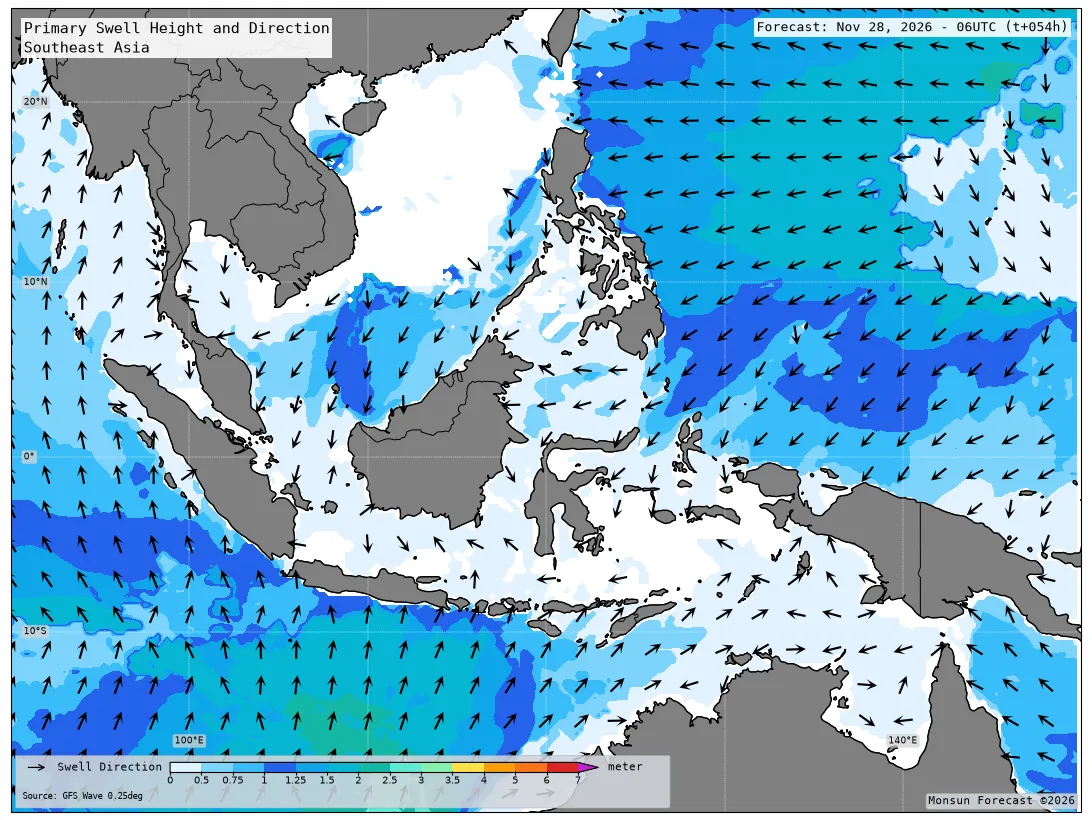 Primary Swell Height and Direction
Southeast Asia
Forecast: Nov 28, 2026 - 06UTC (t+054h)
20°N
10°N
0°
10°S
100°E
140°E
Swell Direction
0 0.5 0.75 1 1.25 1.5 2 2.5 3 3.5 4 5 6 7
meter
Source: GFS Wave 0.25deg
Monsun Forecast ©2026